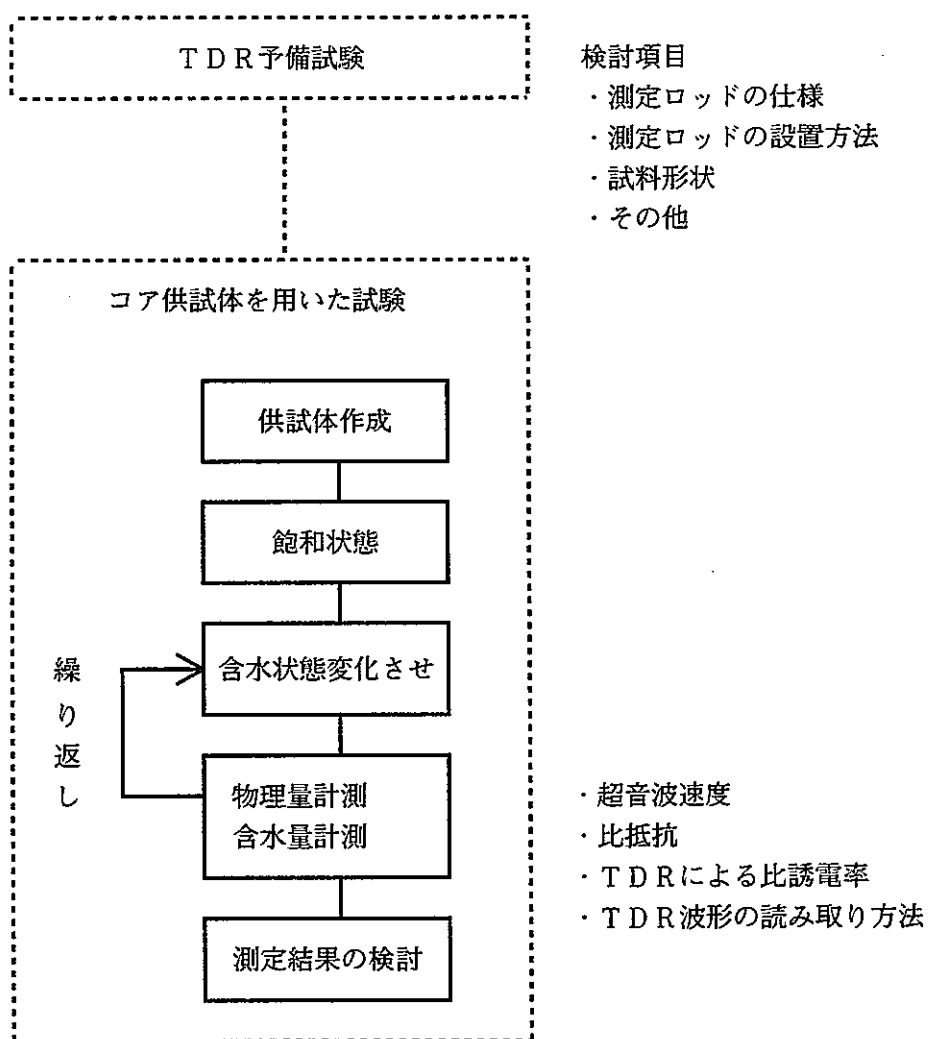 TDR予備試験
検討項目
・測定ロッドの仕様
・測定ロッドの設置方法
・試料形状
・その他
コア供試体を用いた試験
供試体作成
飽和状態
含水状態変化させ
繰り返し
物理量計測
含水量計測
・超音波速度
・比抵抗
・TDRによる比誘電率
・TDR波形の読み取り方法
測定結果の検討